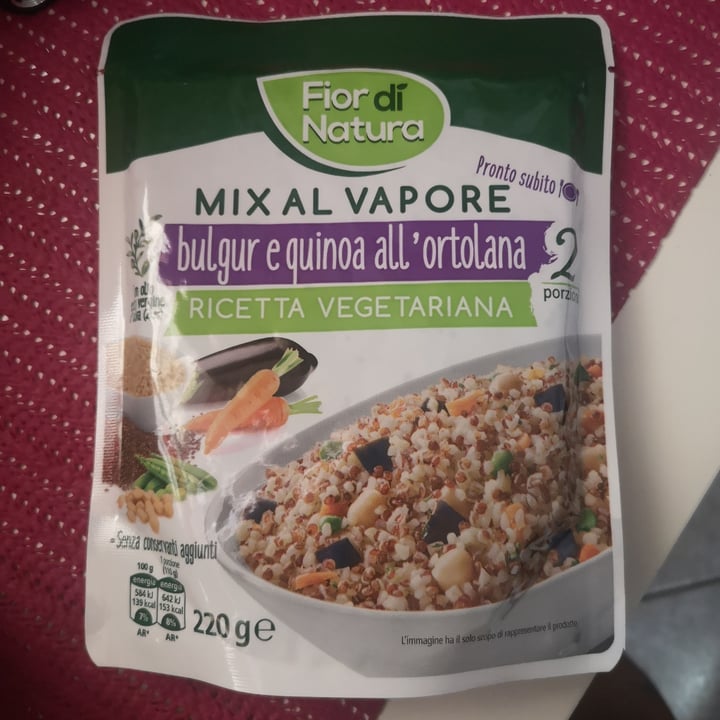 Fior di
Natura
Pronto subito
MIX AL VAPORE
bulgur e quinoa all'ortolana
2
porzioni
RICETTA VEGETARIANA
- Senza conservanti aggiunti
100 g
1 porzione
(110 g)
energia energia
584 kJ 642 kJ
139 kcal 153 kcal
7% 8%
AR* AR*
220 g e
L'immagine ha il solo scopo di rappresentare il prodotto.